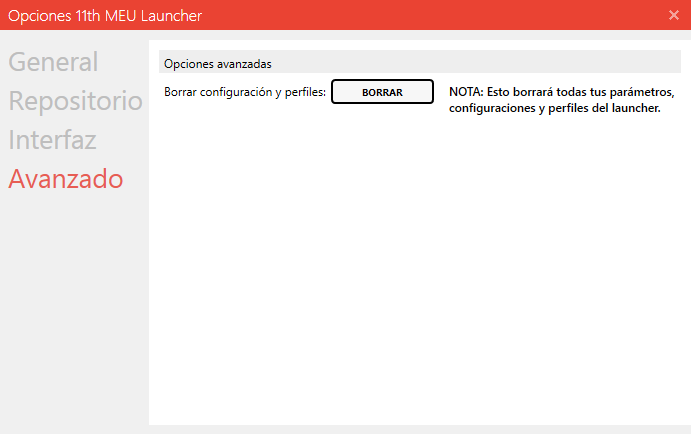 Opciones 11th MEU Launcher
General
Repositorio
Interfaz
Avanzado
Opciones avanzadas
Borrar configuración y perfiles:
BORRAR
NOTA: Esto borrará todas tus parámetros,
configuraciones y perfiles del launcher.